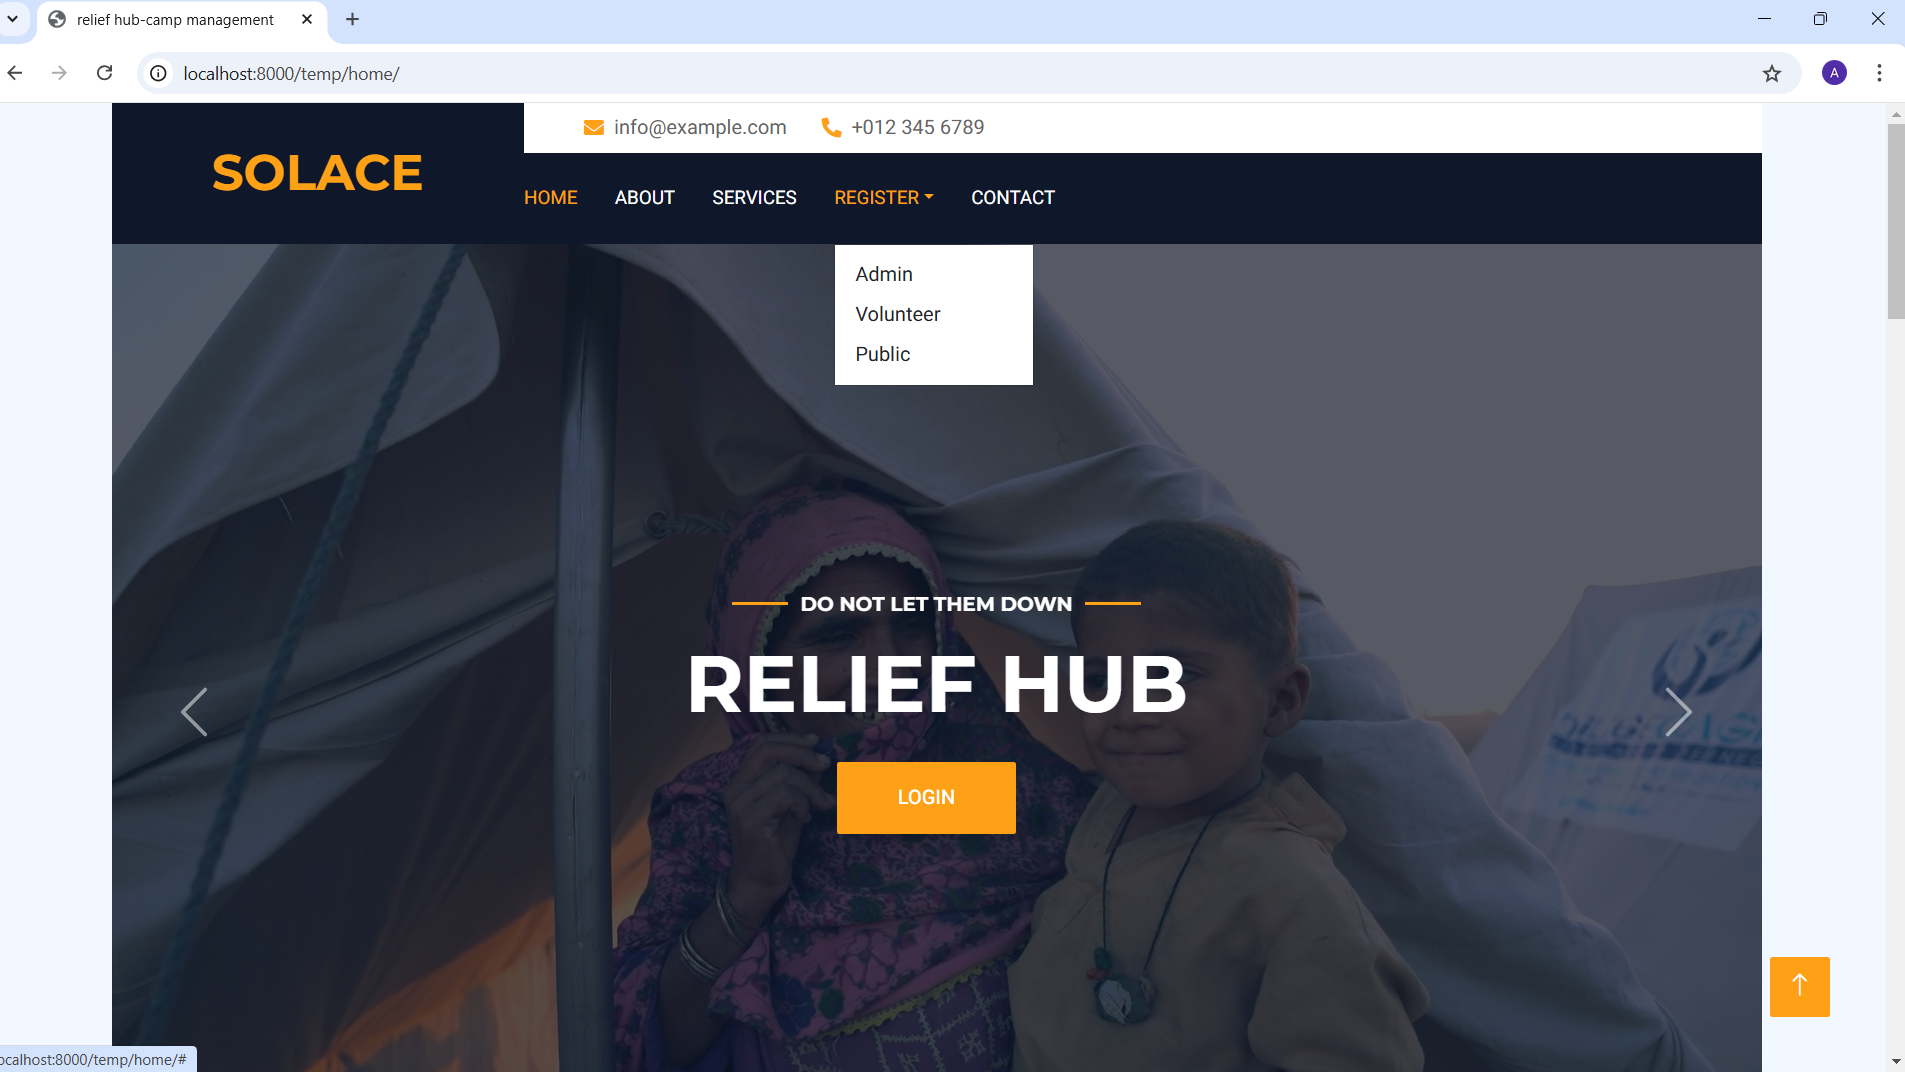 relief hub-camp management
localhost:8000/temp/home/
A
info@example.com +012 345 6789
SOLACE
HOME ABOUT SERVICES REGISTER CONTACT
Admin
Volunteer
Public
DO NOT LET THEM DOWN
RELIEF HUB
LOGIN
ocalhost:8000/temp/home/#